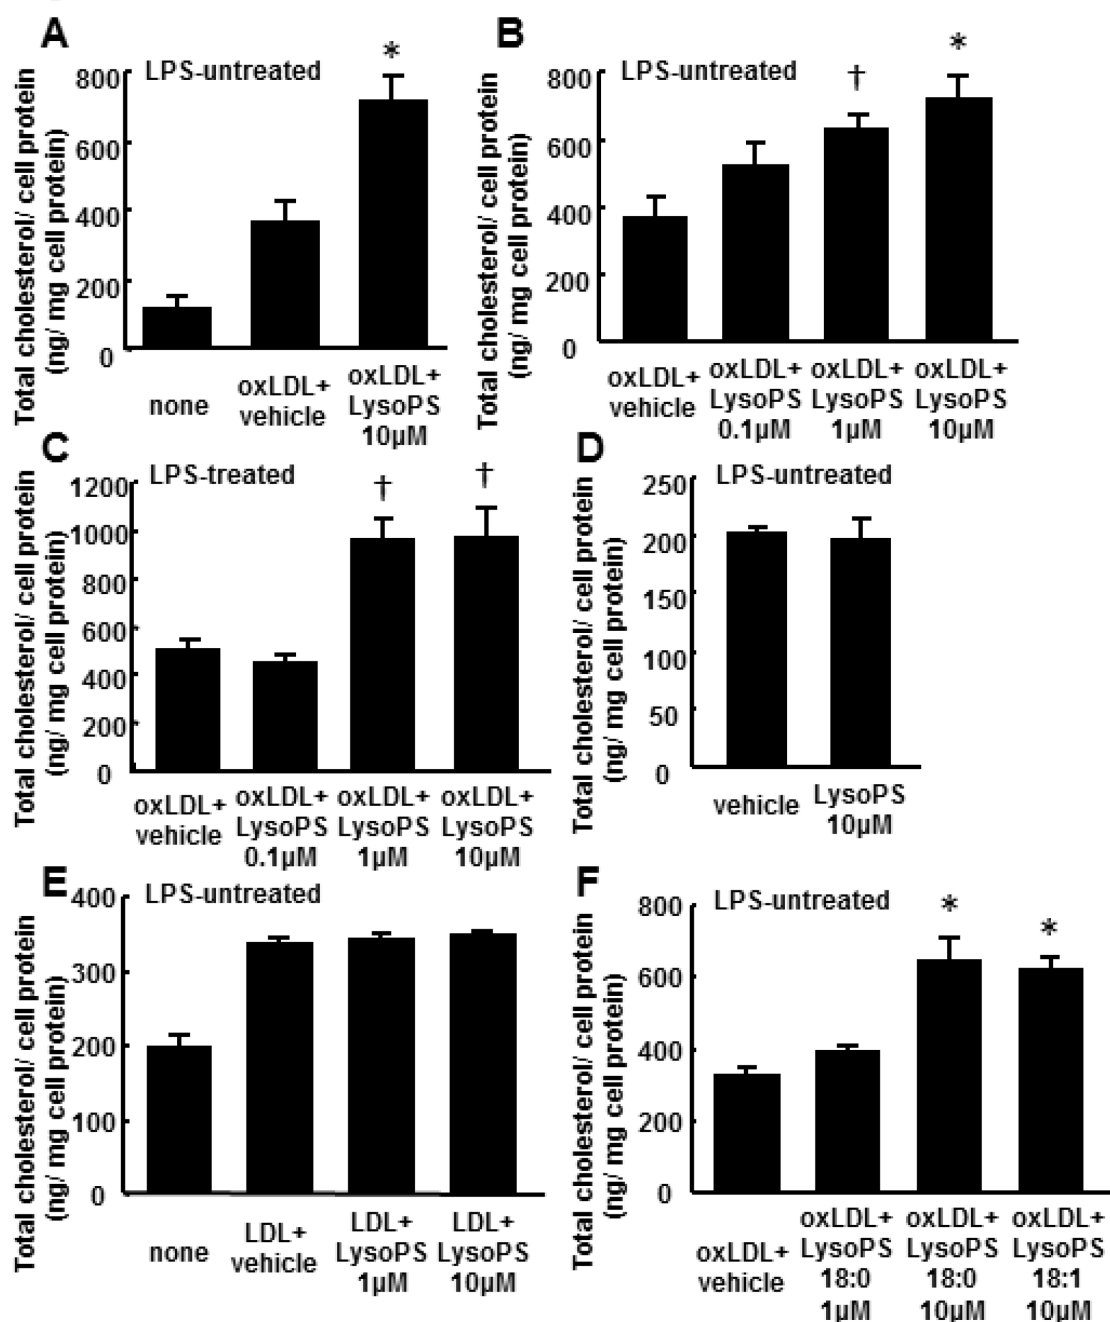 A
Total cholesterol/ cell protein
(ng/ mg cell protein)
LPS-untreated
*
800
600
400
200
0
none
oxLDL+
vehicle
oxLDL+
LysoPS
10µM
B
Total cholesterol/ cell protein
(ng/ mg cell protein)
LPS-untreated
†
*
800
600
400
200
0
oxLDL+
vehicle
oxLDL+
LysoPS
0.1µM
oxLDL+
LysoPS
1µM
oxLDL+
LysoPS
10µM
C
Total cholesterol/ cell protein
(ng/ mg cell protein)
LPS-treated
†
†
1200
1000
800
600
400
200
0
oxLDL+
vehicle
oxLDL+
LysoPS
0.1µM
oxLDL+
LysoPS
1µM
oxLDL+
LysoPS
10µM
D
Total cholesterol/ cell protein
(ng/ mg cell protein)
LPS-untreated
250
200
150
100
50
0
vehicle
LysoPS
10µM
E
Total cholesterol/ cell protein
(ng/ mg cell protein)
LPS-untreated
400
300
200
100
0
none
LDL+
vehicle
LDL+
LysoPS
1µM
LDL+
LysoPS
10µM
F
Total cholesterol/ cell protein
(ng/ mg cell protein)
LPS-untreated
*
*
800
600
400
200
0
oxLDL+
vehicle
oxLDL+
LysoPS
18:0
1µM
oxLDL+
LysoPS
18:0
10µM
oxLDL+
LysoPS
18:1
10µM